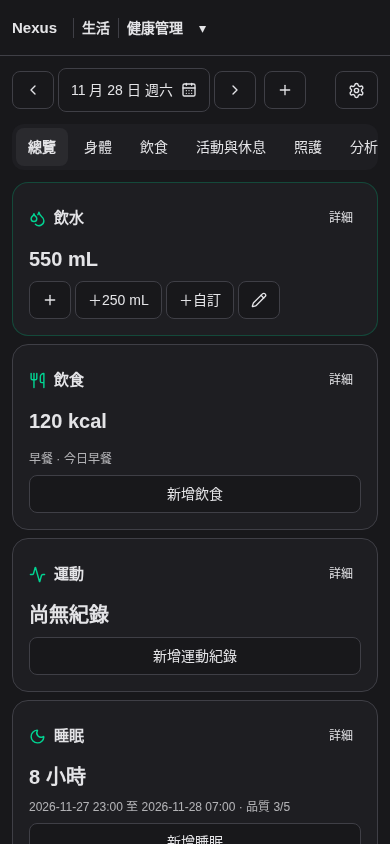 Nexus 生活 健康管理 ▼
11 月 28 日 週六
總覽 身體 飲食 活動與休息 照護 分析
飲水 詳細
550 mL
＋250 mL ＋自訂
飲食 詳細
120 kcal
早餐 · 今日早餐
新增飲食
運動 詳細
尚無紀錄
新增運動紀錄
睡眠 詳細
8 小時
2026-11-27 23:00 至 2026-11-28 07:00 · 品質 3/5
新增睡眠